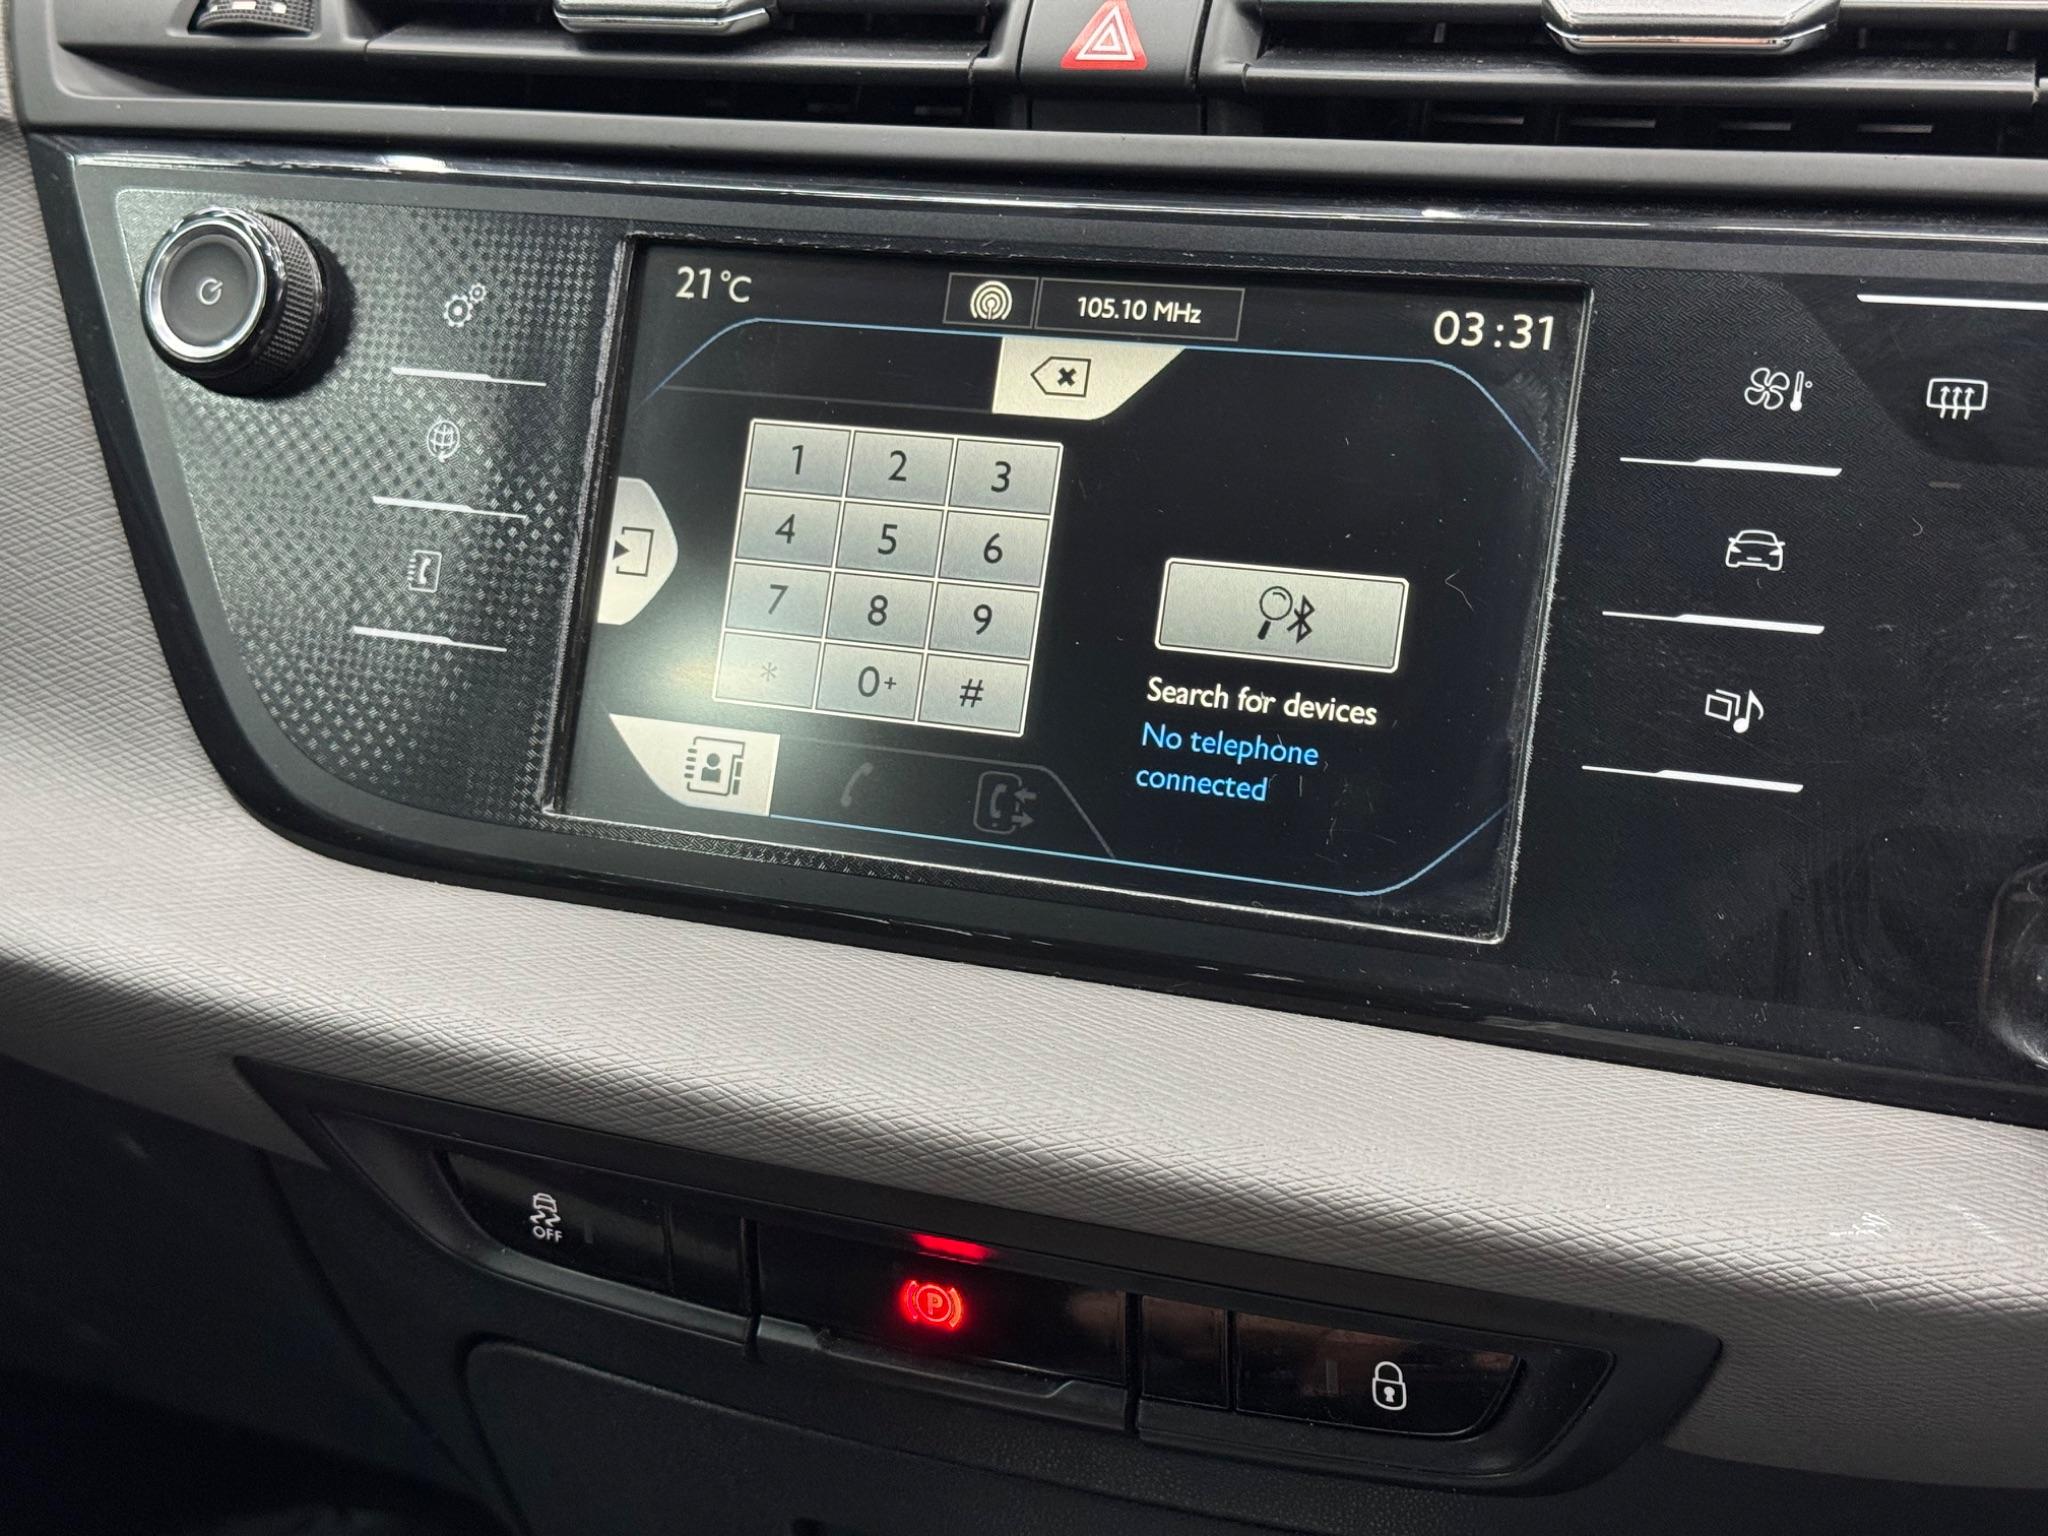 21 °C
105.10 MHz
03:31
1 2 3
4 5 6
7 8 9
* 0+ #
Search for devices
No telephone
connected
OFF
P